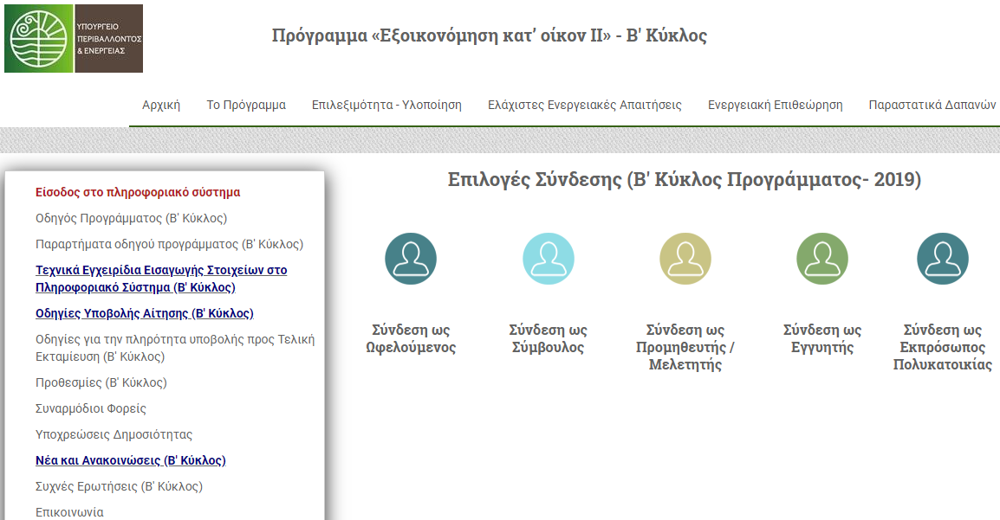 ΥΠΟΥΡΓΕΙΟ
ΠΕΡΙΒΑΛΛΟΝΤΟΣ
& ΕΝΕΡΓΕΙΑΣ
Πρόγραμμα «Εξοικονόμηση κατ’ οίκον ΙΙ» - Β' Κύκλος
Αρχική Το Πρόγραμμα Επιλεξιμότητα - Υλοποίηση Ελάχιστες Ενεργειακές Απαιτήσεις Ενεργειακή Επιθεώρηση Παραστατικά Δαπανών
Είσοδος στο πληροφοριακό σύστημα
Οδηγός Προγράμματος (Β' Κύκλος)
Παραρτήματα οδηγού προγράμματος (Β' Κύκλος)
Τεχνικά Εγχειρίδια Εισαγωγής Στοιχείων στο
Πληροφοριακό Σύστημα (Β' Κύκλος)
Οδηγίες Υποβολής Αίτησης (Β' Κύκλος)
Οδηγίες για την πληρότητα υποβολής προς Τελική
Εκταμίευση (Β' Κύκλος)
Προθεσμίες (Β' Κύκλος)
Συναρμόδιοι Φορείς
Υποχρεώσεις Δημοσιότητας
Νέα και Ανακοινώσεις (Β' Κύκλος)
Συχνές Ερωτήσεις (Β' Κύκλος)
Επικοινωνία
Επιλογές Σύνδεσης (Β' Κύκλος Προγράμματος- 2019)
Σύνδεση ως
Ωφελούμενος
Σύνδεση ως
Σύμβουλος
Σύνδεση ως
Προμηθευτής /
Μελετητής
Σύνδεση ως
Εγγυητής
Σύνδεση ως
Εκπρόσωπος
Πολυκατοικίας